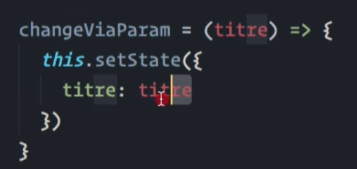 changeViaParam = (titre) => {
this.setState({
titre: titre
})
}